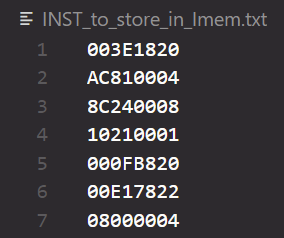 INST_to_store_in_Imem.txt
1 003E1820
2 AC810004
3 8C240008
4 10210001
5 000FB820
6 00E17822
7 08000004